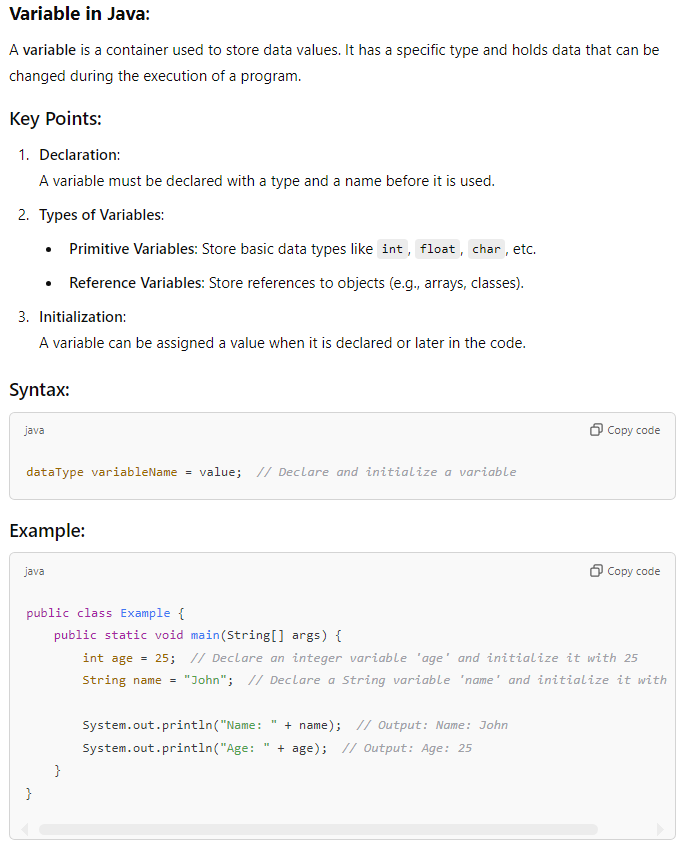 Variable in Java:
A variable is a container used to store data values. It has a specific type and holds data that can be
changed during the execution of a program.
Key Points:
1. Declaration:
A variable must be declared with a type and a name before it is used.
2. Types of Variables:
• Primitive Variables: Store basic data types like int, float, char, etc.
• Reference Variables: Store references to objects (e.g., arrays, classes).
3. Initialization:
A variable can be assigned a value when it is declared or later in the code.
Syntax:
java Copy code
dataType variableName = value;  // Declare and initialize a variable
Example:
java Copy code
public class Example {
    public static void main(String[] args) {
        int age = 25;  // Declare an integer variable 'age' and initialize it with 25
        String name = "John";  // Declare a String variable 'name' and initialize it with
        System.out.println("Name: " + name);  // Output: Name: John
        System.out.println("Age: " + age);  // Output: Age: 25
    }
}